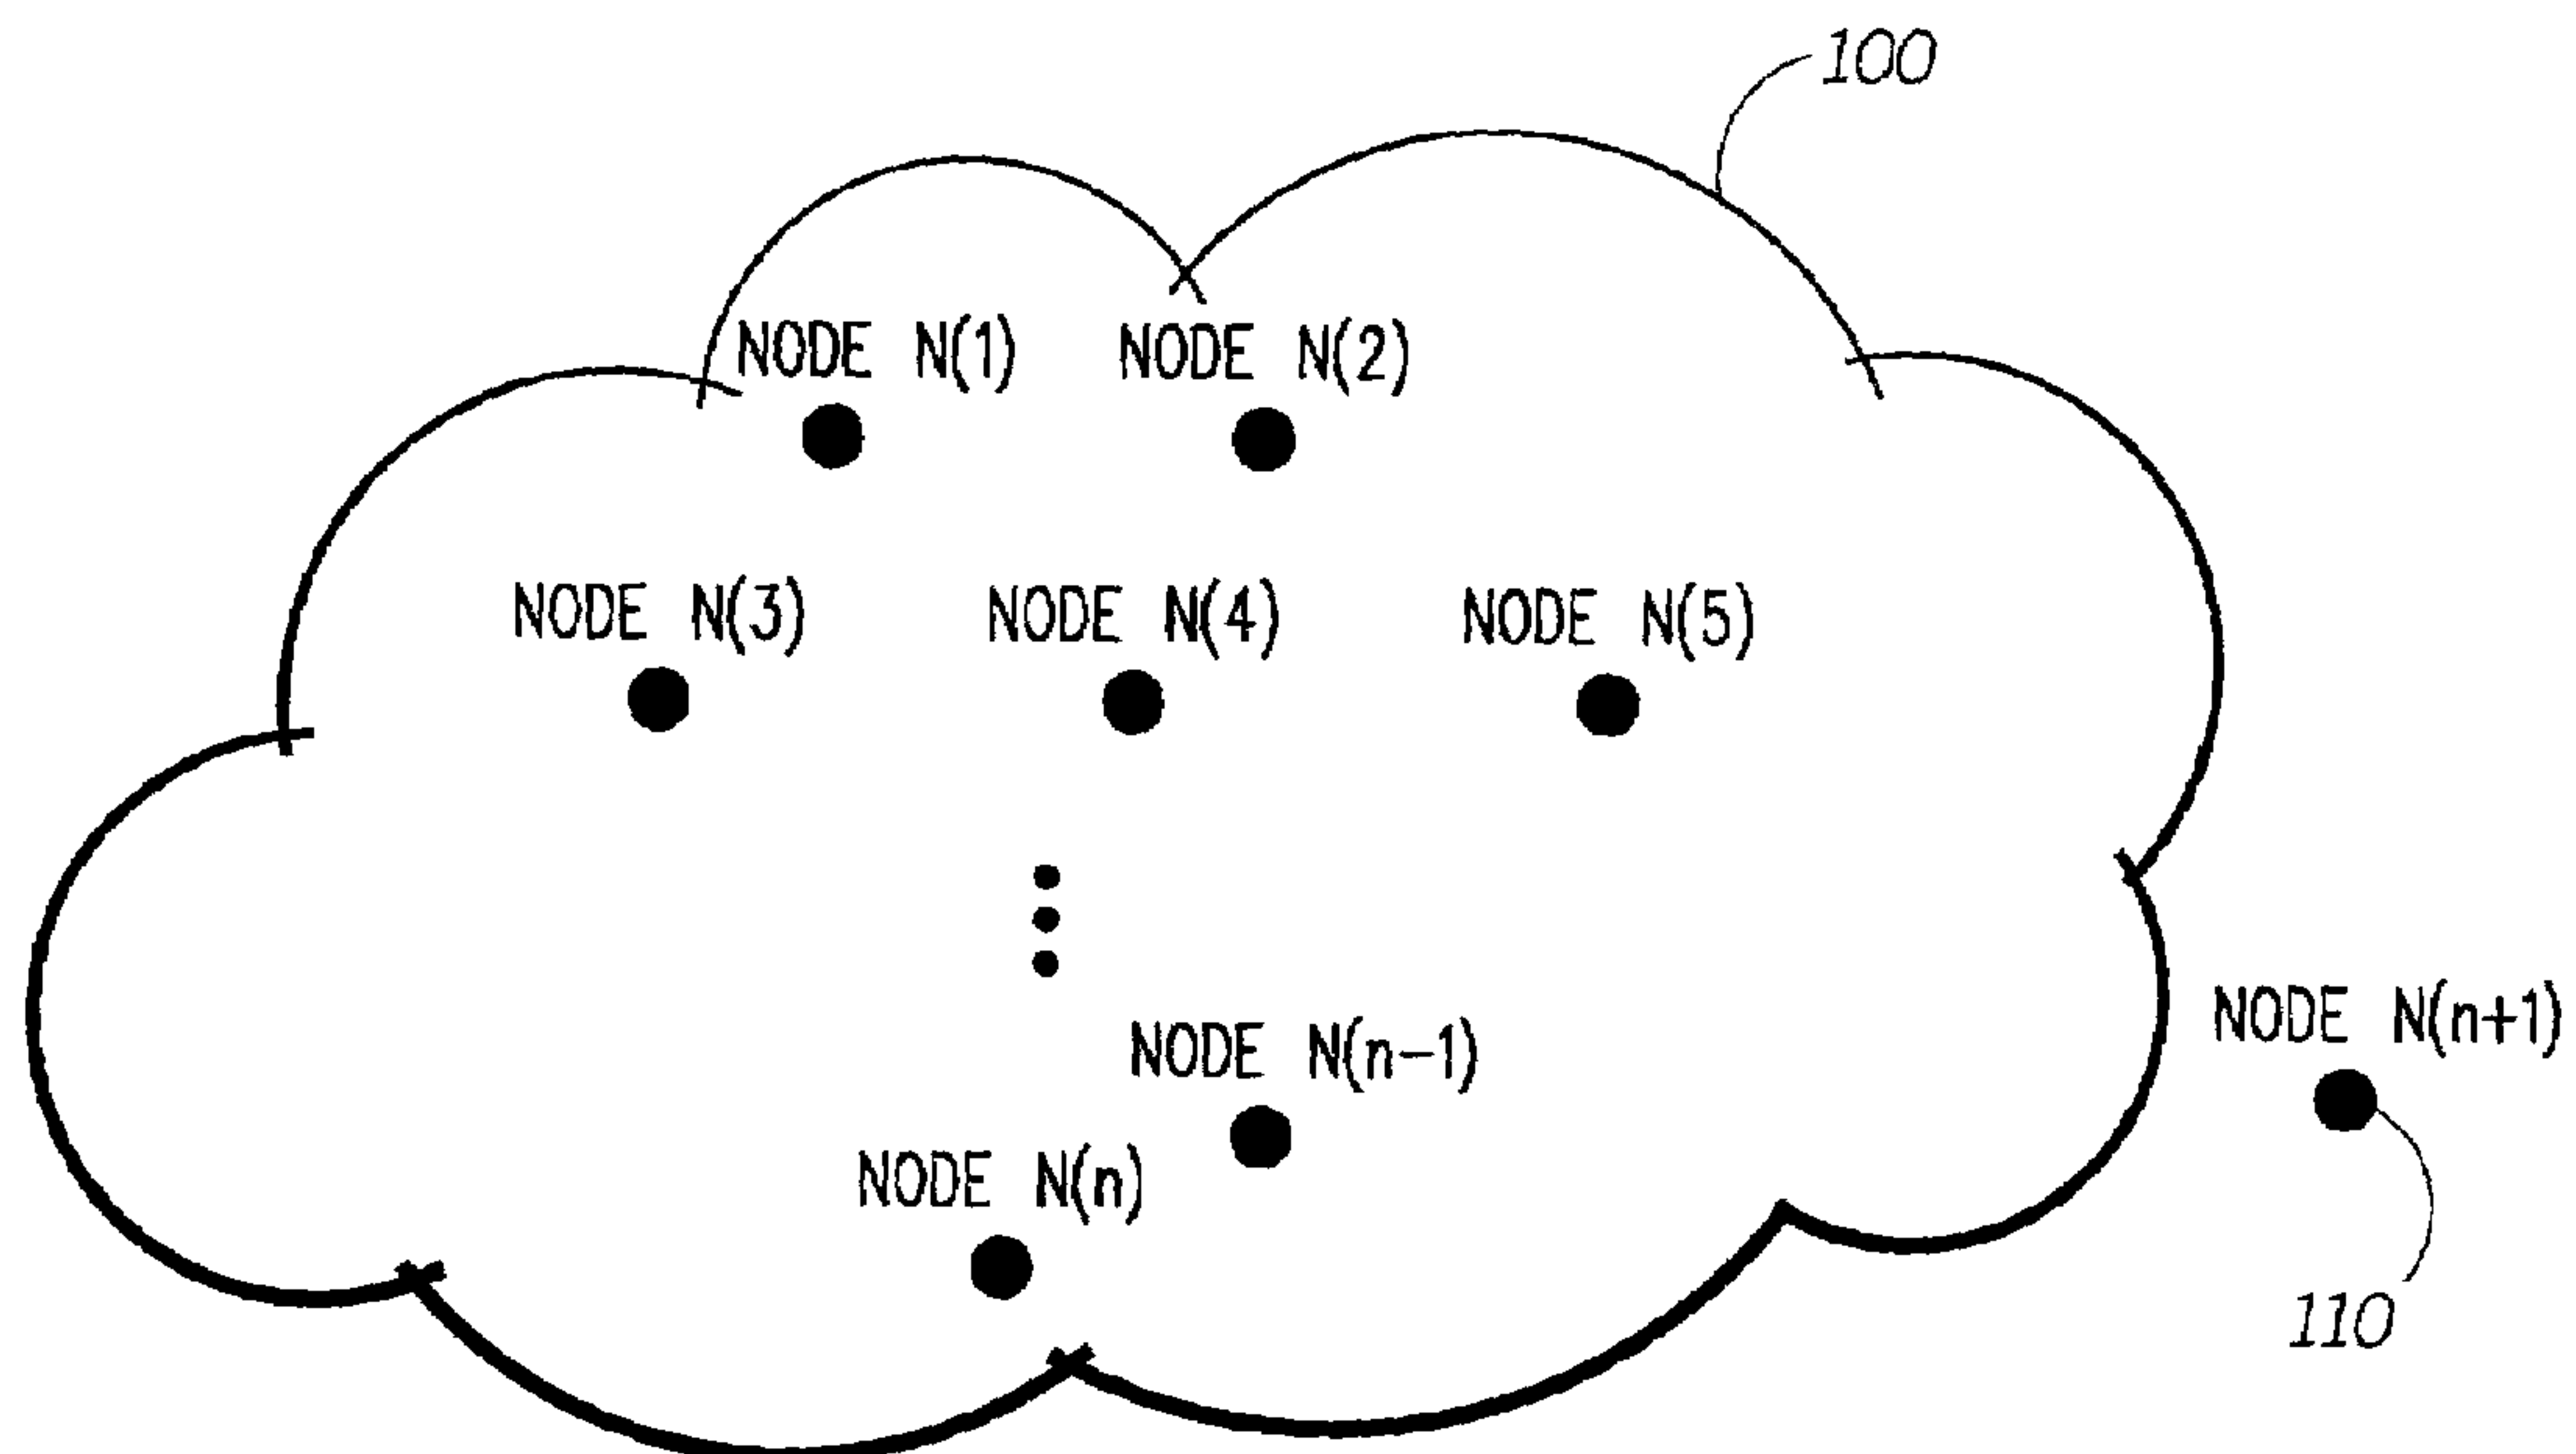 100
NODE N(1)
NODE N(2)
NODE N(3)
NODE N(4)
NODE N(5)
NODE N(n-1)
NODE N(n)
NODE N(n+1)
110